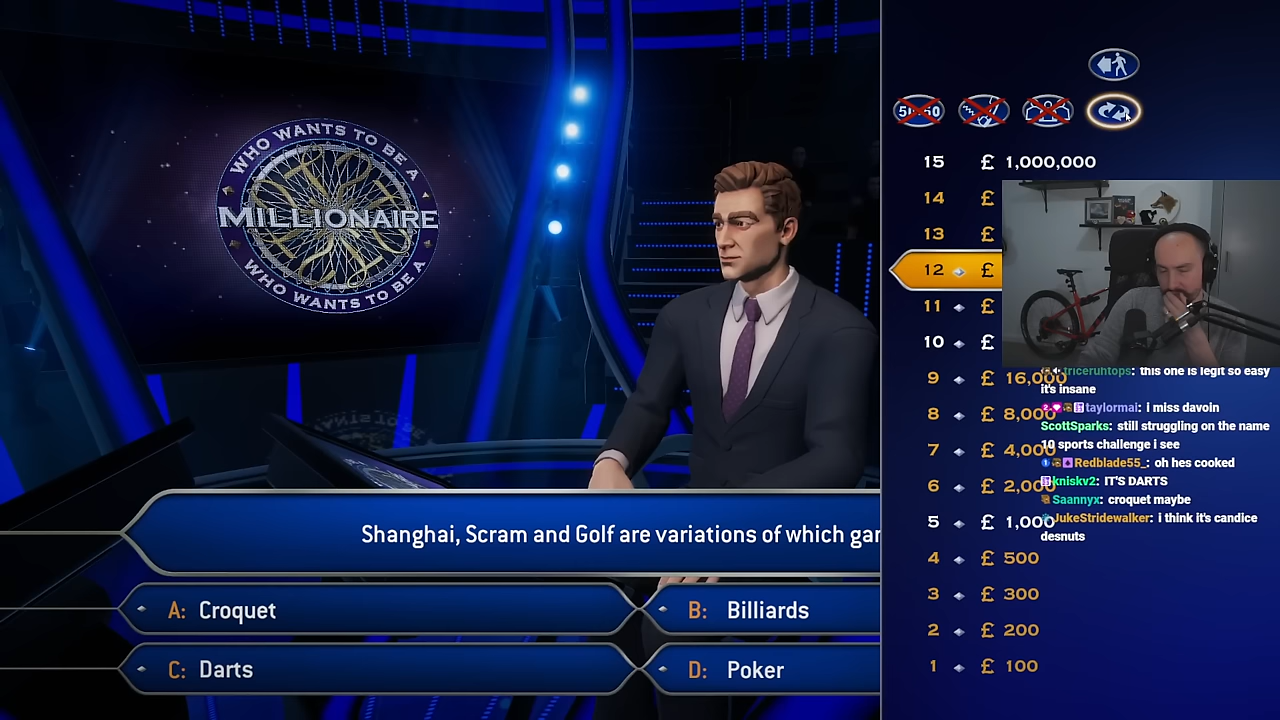 WHO WANTS TO BE A
MILLIONAIRE
WHO WANTS TO BE A
50:50
15 £ 1,000,000
14 £
13 £
12 £
11 £
10 £
9 £ 16,000
8 £ 8,000
7 £ 4,000
6 £ 2,000
5 £ 1,000
4 £ 500
3 £ 300
2 £ 200
1 £ 100
triceruhtops: this one is legit so easy
it's insane
taylormai: i miss davoin
ScottSparks: still struggling on the name
10 sports challenge i see
Redblade55_: oh hes cooked
kniskv2: IT'S DARTS
Saannyx: croquet maybe
JukeStridewalker: i think it's candice
desnuts
Shanghai, Scram and Golf are variations of which gar
A: Croquet
B: Billiards
C: Darts
D: Poker